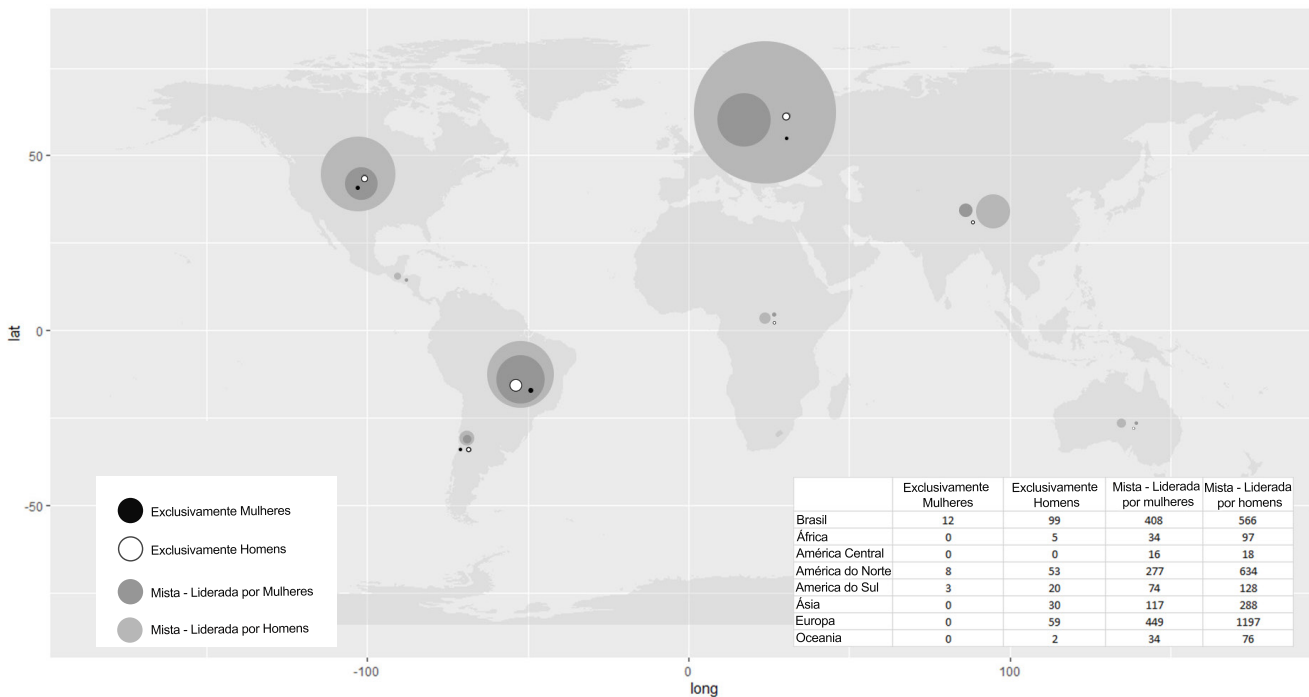 50
0
-50
lat
-100
0
100
long
Exclusivamente Mulheres
Exclusivamente Homens
Mista - Liderada por Mulheres
Mista - Liderada por Homens
Exclusivamente Mulheres Exclusivamente Homens Mista - Liderada por mulheres Mista - Liderada por homens
Brasil 12 99 408 566
África 0 5 34 97
América Central 0 0 16 18
América do Norte 8 53 277 634
America do Sul 3 20 74 128
Ásia 0 30 117 288
Europa 0 59 449 1197
Oceania 0 2 34 76